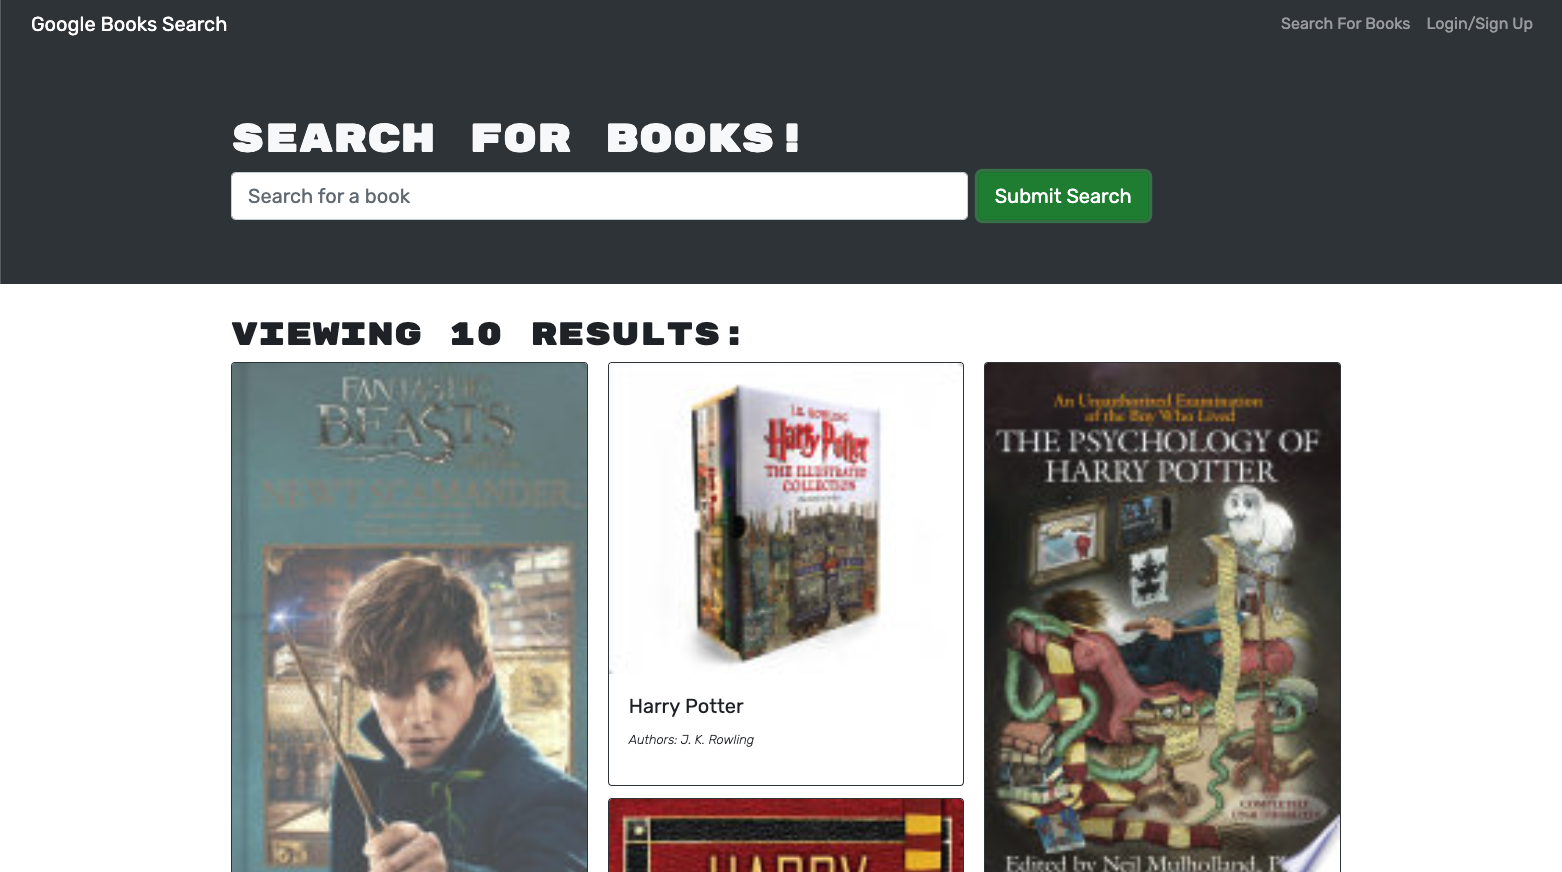 Google Books Search
Search For Books
Login/Sign Up
SEARCH FOR BOOKS!
Search for a book
Submit Search
VIEWING 10 RESULTS:
FANTASTIC
BEASTS
NEWT SCAMANDER
J.K. ROWLING
Harry Potter
THE ILLUSTRATED
COLLECTION
Harry Potter
Authors: J. K. Rowling
HARRY
An Unauthorized Examination
of the Boy Who Lived
THE PSYCHOLOGY OF
HARRY POTTER
COMPLETELY
UNAUTHORIZED
Edited by Neil Mulholland,